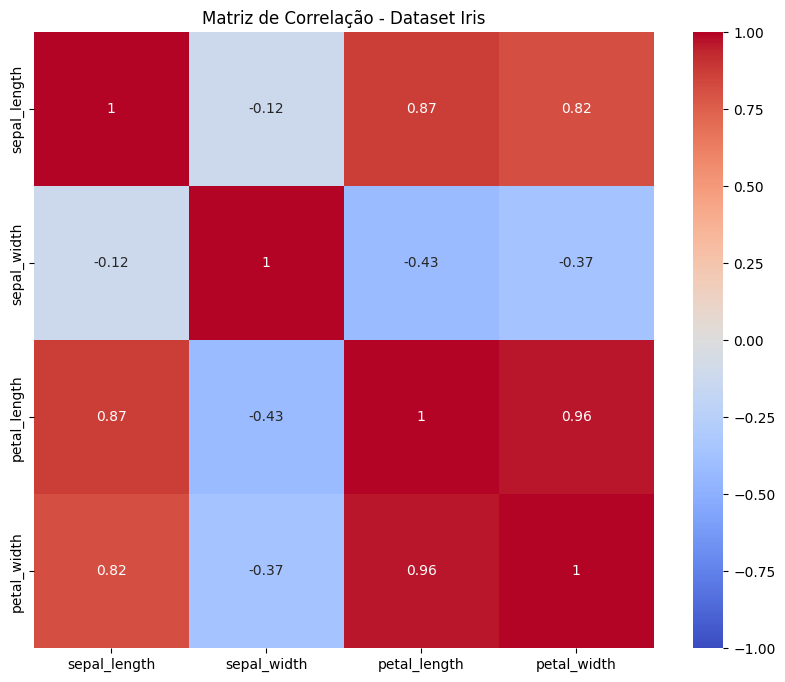 Matriz de Correlação - Dataset Iris
sepal_length
1
-0.12
0.87
0.82
sepal_width
-0.12
1
-0.43
-0.37
petal_length
0.87
-0.43
1
0.96
petal_width
0.82
-0.37
0.96
1
sepal_length
sepal_width
petal_length
petal_width
1.00
0.75
0.50
0.25
0.00
−0.25
−0.50
−0.75
−1.00